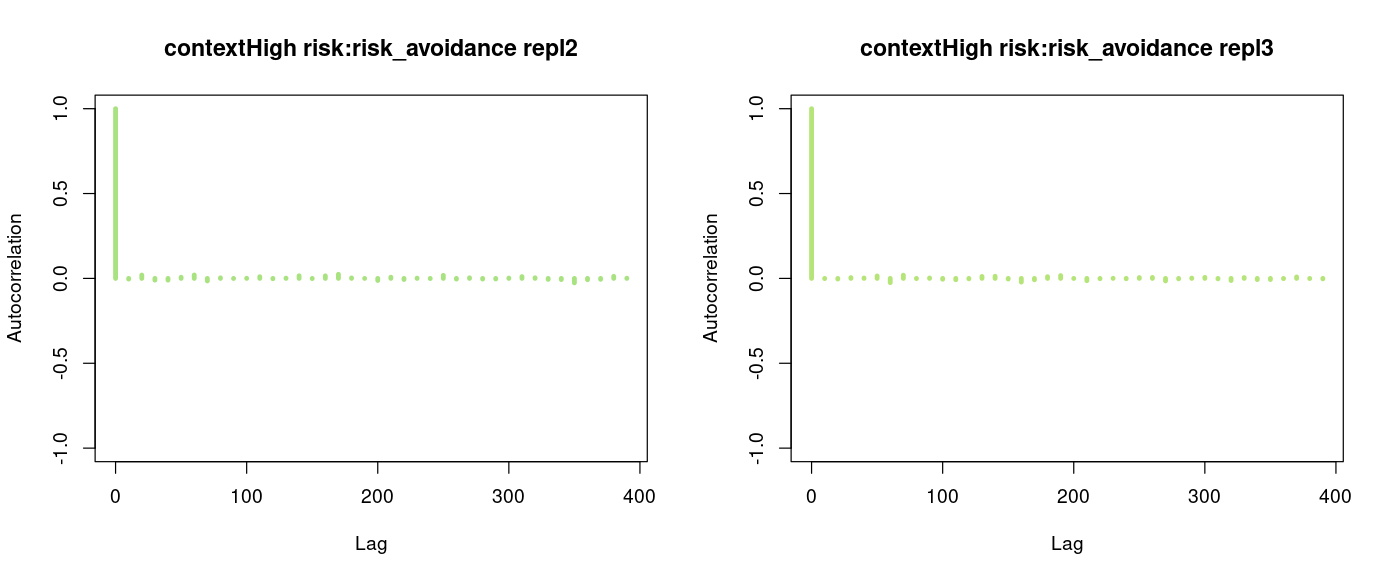 contextHigh risk:risk_avoidance repl2
Autocorrelation
1.0
0.5
0.0
-0.5
-1.0
0 100 200 300 400
Lag
contextHigh risk:risk_avoidance repl3
Autocorrelation
1.0
0.5
0.0
-0.5
-1.0
0 100 200 300 400
Lag